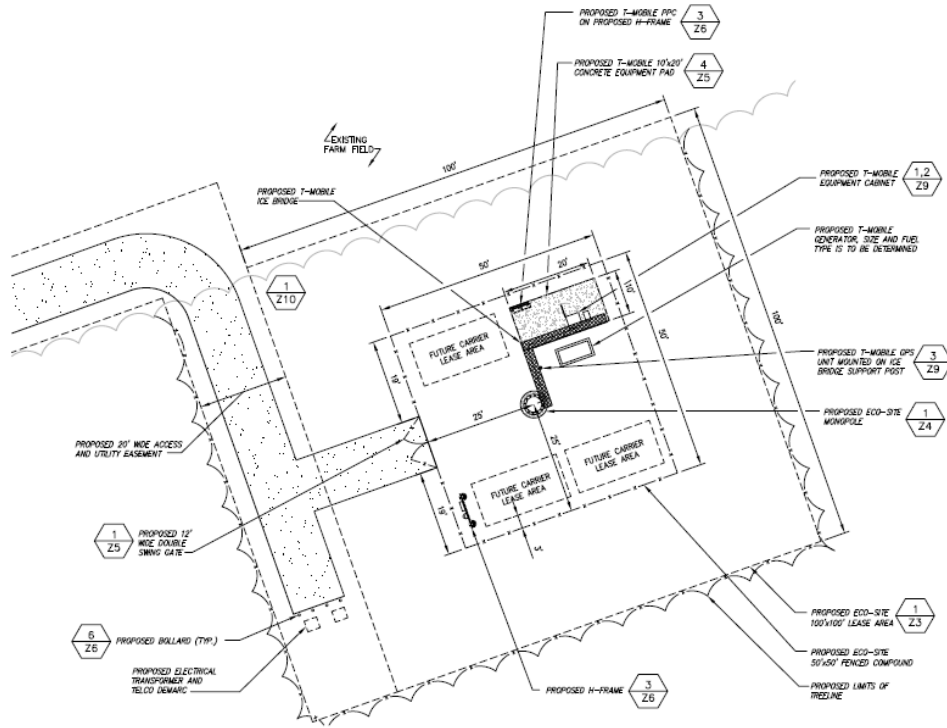 PROPOSED T-MOBILE PPC
ON PROPOSED H-FRAME
3
Z6
PROPOSED T-MOBILE 10'x20'
CONCRETE EQUIPMENT PAD
4
Z5
EXISTING
FARM FIELD
100'
PROPOSED T-MOBILE
ICE BRIDGE
PROPOSED T-MOBILE
EQUIPMENT CABINET
1,2
Z9
PROPOSED T-MOBILE
GENERATOR, SIZE AND FUEL
TYPE IS TO BE DETERMINED
1
Z10
50'
20'
110'
50'
100'
FUTURE CARRIER
LEASE AREA
19'
25'
PROPOSED T-MOBILE GPS
UNIT MOUNTED ON ICE
BRIDGE SUPPORT POST
3
Z9
PROPOSED ECO-SITE
MONOPOLE
1
Z4
PROPOSED 20' WIDE ACCESS
AND UTILITY EASEMENT
25'
FUTURE CARRIER
LEASE AREA
FUTURE CARRIER
LEASE AREA
19'
5'
1
Z5
PROPOSED 12'
WIDE DOUBLE
SWING GATE
6
Z6
PROPOSED BOLLARD (TYP.)
PROPOSED ELECTRICAL
TRANSFORMER AND
TELCO DEMARC
PROPOSED H-FRAME
3
Z6
PROPOSED ECO-SITE
100'x100' LEASE AREA
1
Z3
PROPOSED ECO-SITE
50'x50' FENCED COMPOUND
PROPOSED LIMITS OF
TREELINE